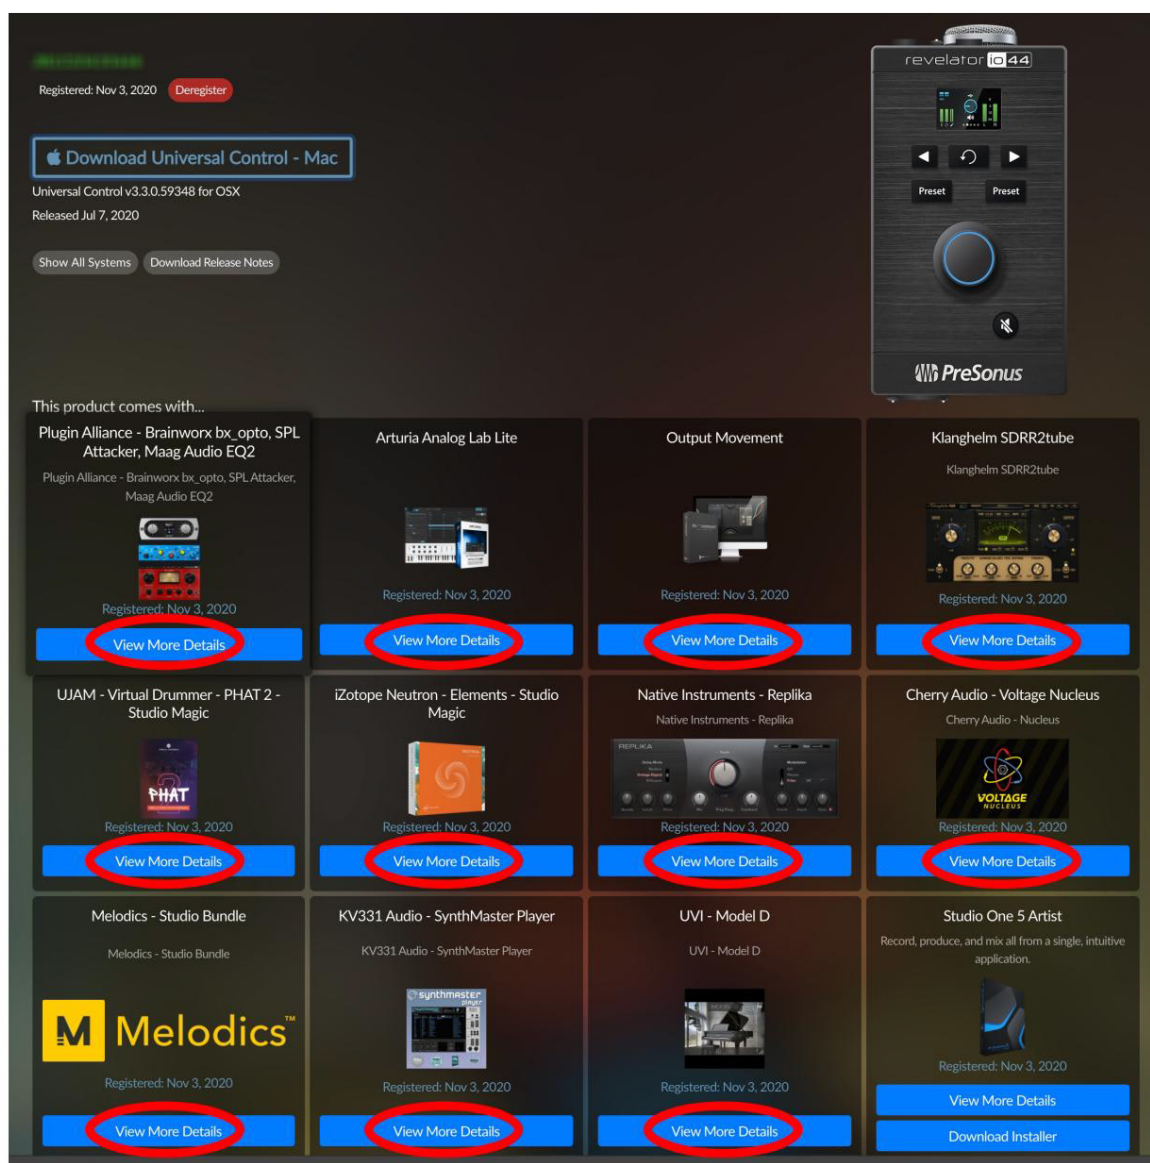 Registered: Nov 3, 2020 Deregister
revelator io 44
Download Universal Control - Mac
Universal Control v3.3.0.59348 for OSX
Released Jul 7, 2020
Preset Preset
Show All Systems Download Release Notes
PreSonus
This product comes with...
Plugin Alliance - Brainworx bx_opto, SPL
Attacker, Maag Audio EQ2
Plugin Alliance - Brainworx bx_opto, SPL Attacker,
Maag Audio EQ2
Registered: Nov 3, 2020
View More Details
Arturia Analog Lab Lite
Registered: Nov 3, 2020
View More Details
Output Movement
Registered: Nov 3, 2020
View More Details
Klanghelm SDRR2tube
Klanghelm SDRR2tube
Registered: Nov 3, 2020
View More Details
UJAM - Virtual Drummer - PHAT 2 -
Studio Magic
PHAT
2
Registered: Nov 3, 2020
View More Details
iZotope Neutron - Elements - Studio
Magic
Registered: Nov 3, 2020
View More Details
Native Instruments - Replika
Native Instruments - Replika
REPLIKA
Registered: Nov 3, 2020
View More Details
Cherry Audio - Voltage Nucleus
Cherry Audio - Nucleus
VOLTAGE
NUCLEUS
Registered: Nov 3, 2020
View More Details
Melodics - Studio Bundle
Melodics - Studio Bundle
M Melodics™
Registered: Nov 3, 2020
View More Details
KV331 Audio - SynthMaster Player
KV331 Audio - SynthMaster Player
synthmaster
player
Registered: Nov 3, 2020
View More Details
UVI - Model D
UVI - Model D
Registered: Nov 3, 2020
View More Details
Studio One 5 Artist
Record, produce, and mix all from a single, intuitive
application.
Registered: Nov 3, 2020
View More Details
Download Installer